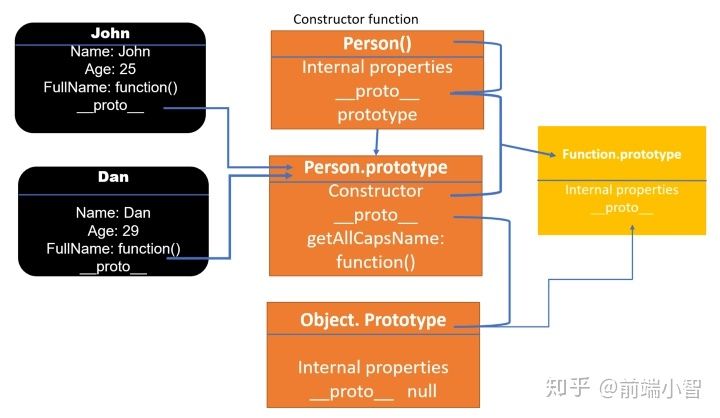 Constructor function
John
Name: John
Age: 25
FullName: function()
__proto__
Person()
Internal properties
__proto__
prototype
Function.prototype
Internal properties
__proto__
Dan
Name: Dan
Age: 29
FullName: function()
__proto__
Person.prototype
Constructor
__proto__
getAllCapsName:
function()
Object. Prototype
Internal properties
__proto__ null
知乎 @前端小智